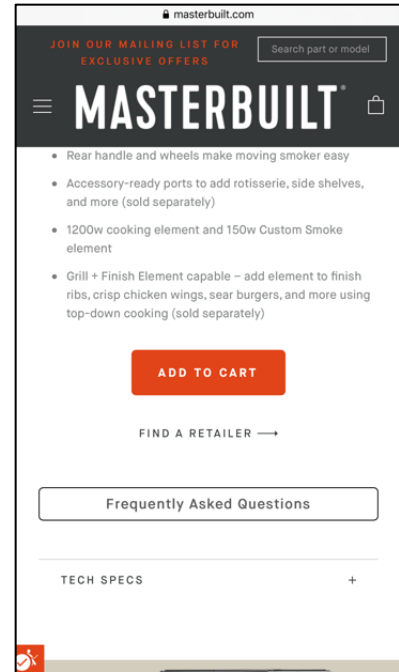 masterbuilt.com
JOIN OUR MAILING LIST FOR
EXCLUSIVE OFFERS
Search part or model
MASTERBUILT®
• Rear handle and wheels make moving smoker easy
• Accessory-ready ports to add rotisserie, side shelves,
and more (sold separately)
• 1200w cooking element and 150w Custom Smoke
element
• Grill + Finish Element capable – add element to finish
ribs, crisp chicken wings, sear burgers, and more using
top-down cooking (sold separately)
ADD TO CART
FIND A RETAILER ⟶
Frequently Asked Questions
TECH SPECS +